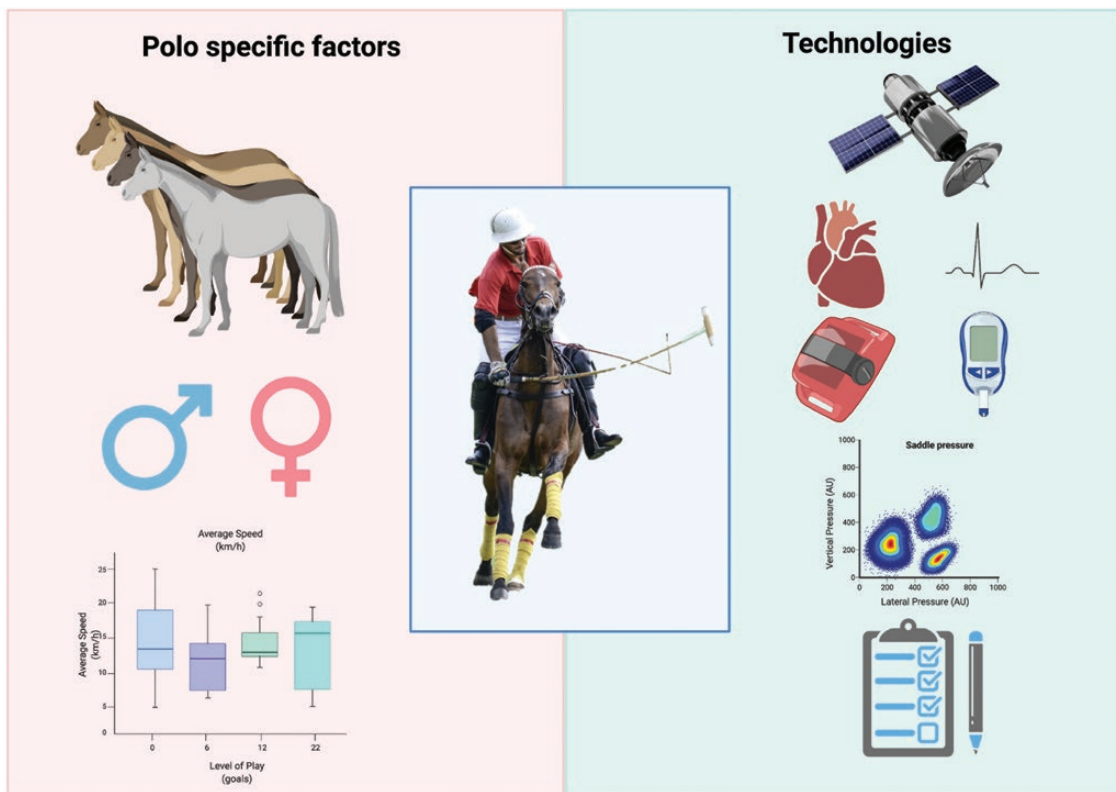 Polo specific factors
Average Speed
(km/h)
Average Speed
(km/h)
25
20
15
10
5
0
0
6
12
22
Level of Play
(goals)
Technologies
Saddle pressure
Vertical Pressure (AU)
1000
800
600
400
200
0
0
200
400
600
800
1000
Lateral Pressure (AU)